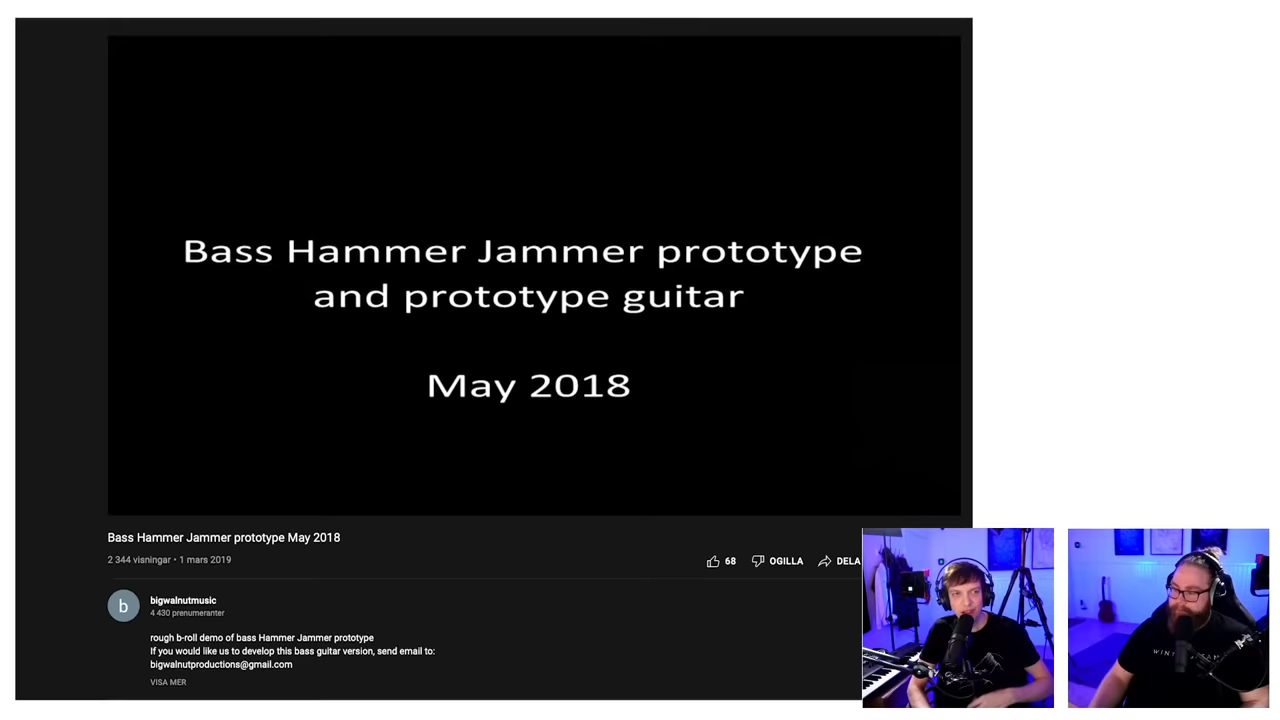 Bass Hammer Jammer prototype
and prototype guitar
May 2018
Bass Hammer Jammer prototype May 2018
2 344 visningar • 1 mars 2019
68 OGILLA DELA
b
bigwalnutmusic
4 430 prenumeranter
rough b-roll demo of bass Hammer Jammer prototype
If you would like us to develop this bass guitar version, send email to:
bigwalnutproductions@gmail.com
VISA MER